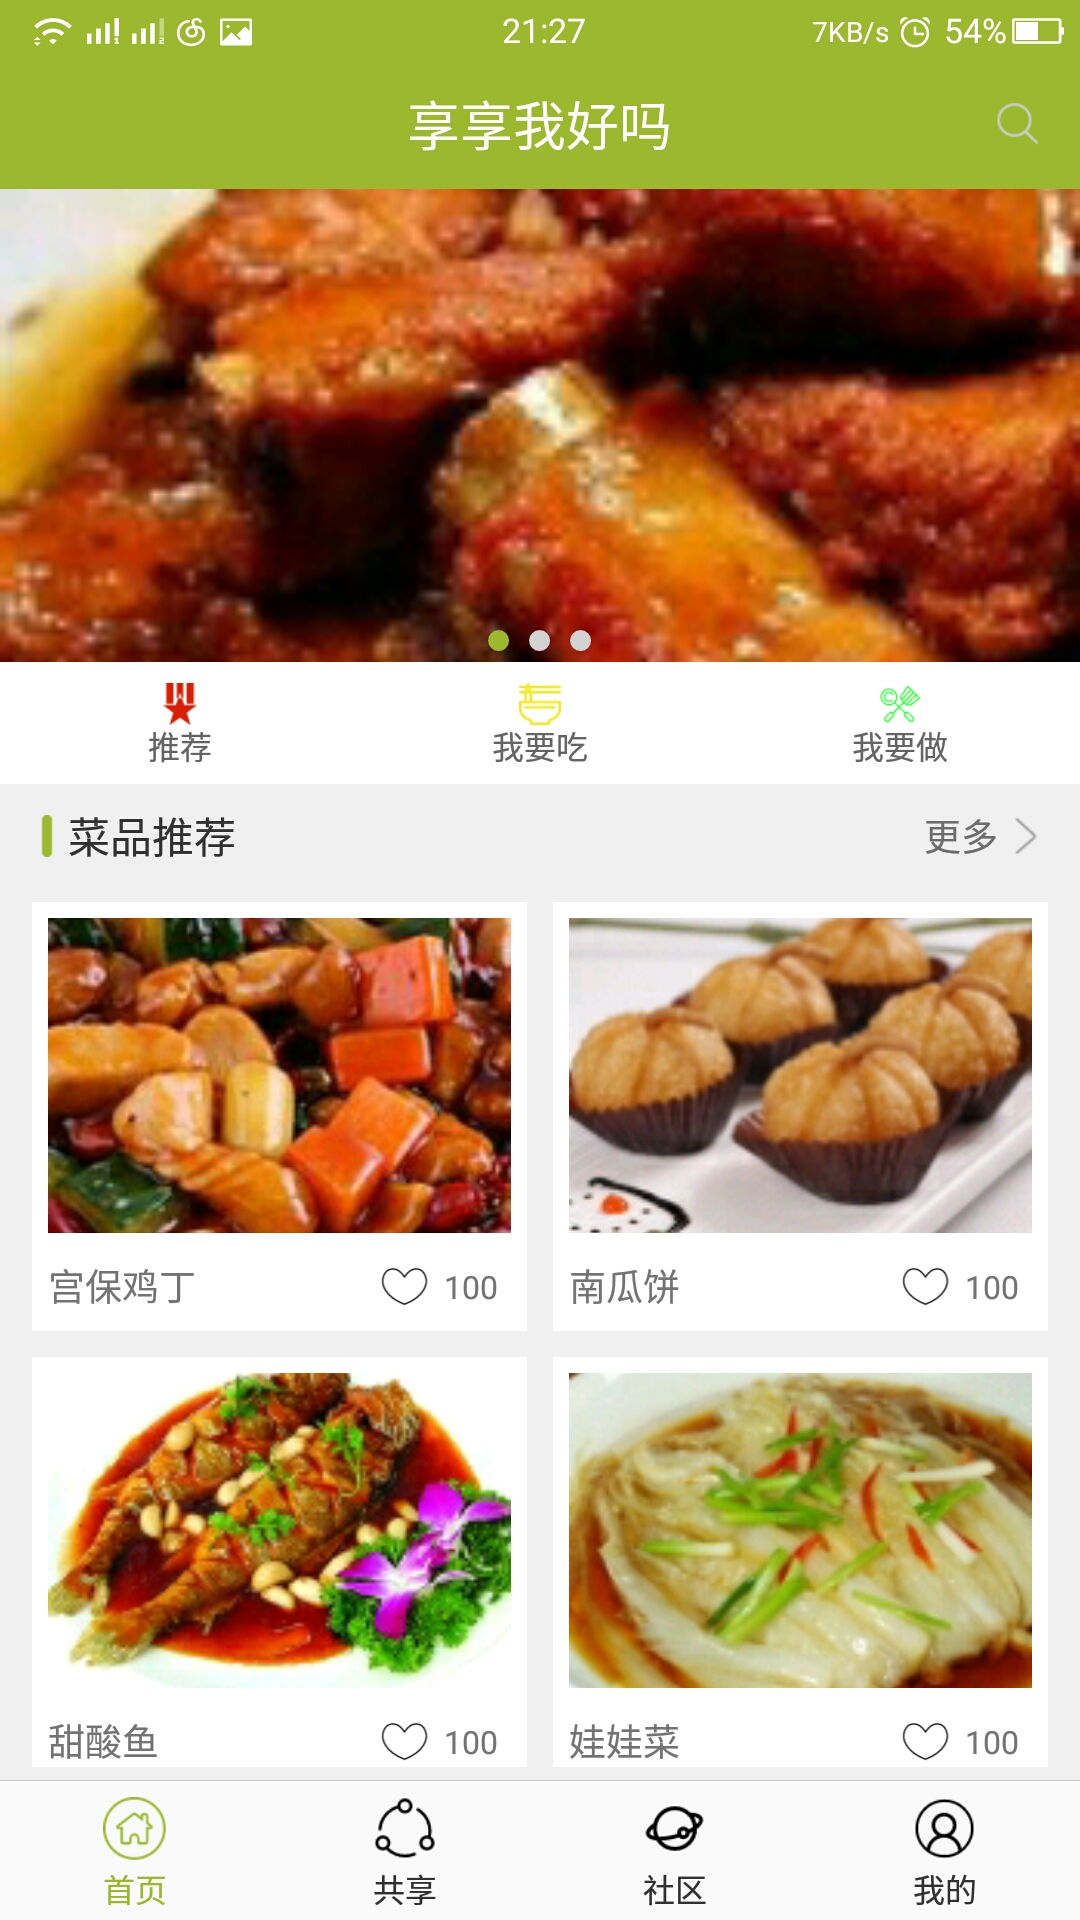 21:27
7KB/s 54%
享享我好吗
推荐 我要吃 我要做
菜品推荐 更多
宫保鸡丁 100 南瓜饼 100
甜酸鱼 100 娃娃菜 100
首页 共享 社区 我的